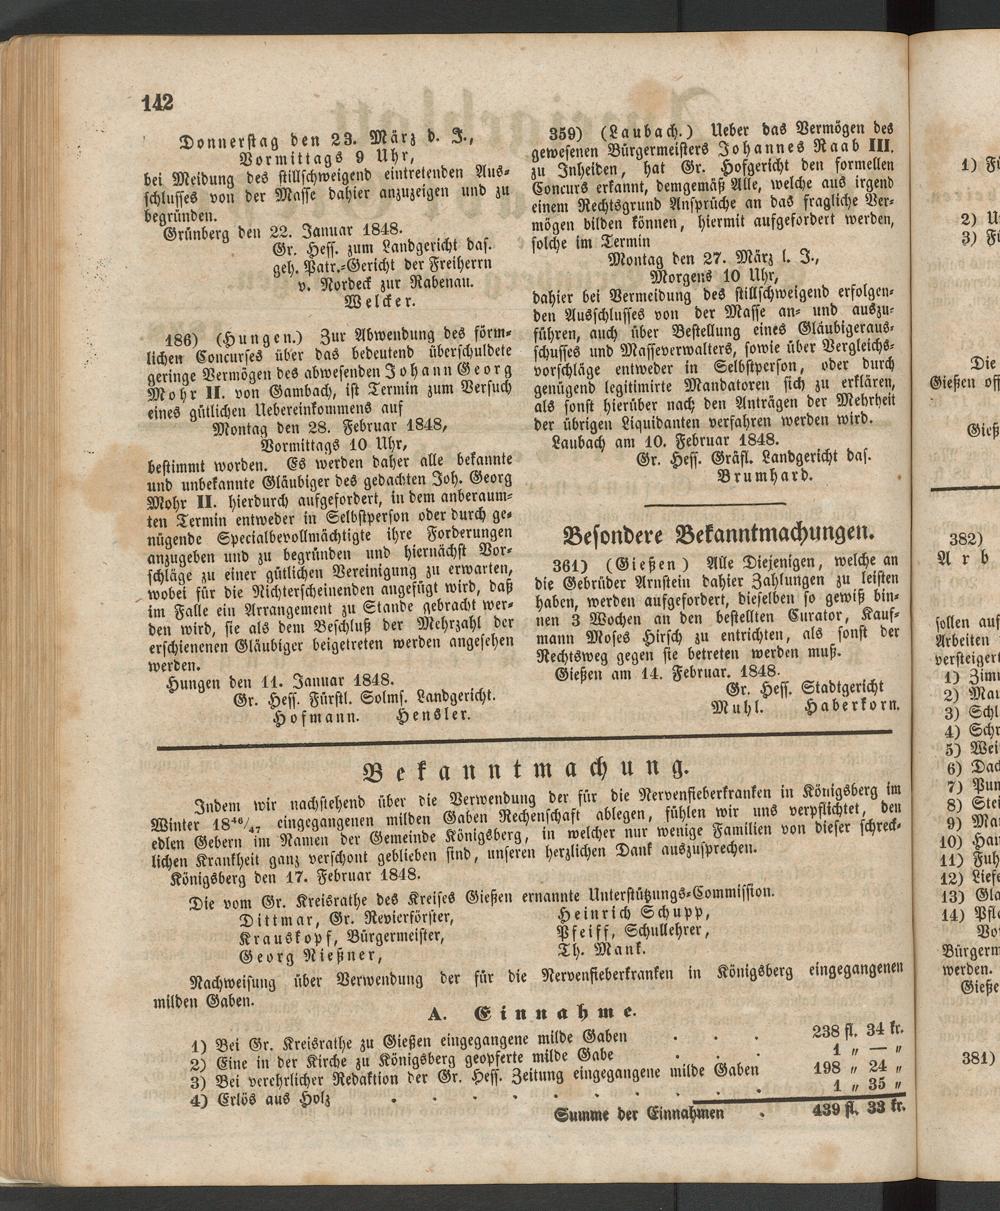 142
Donnerstag den 23. März d. J.,
Vormittags 9 Uhr,
bei Meidung des stillschweigend eintretenden Aus-
schlusses von der Masse dahier anzuzeigen und zu
begründen.
Grünberg den 22. Januar 1848.
Gr. Hess. zum Landgericht das.
geh. Patr.-Gericht der Freiherrn
v. Nordeck zur Rabenau.
Welcker.
186) (Hungen.) Zur Abwendung des förm-
lichen Concurses über das bedeutend überschuldete
geringe Vermögen des abwesenden Johann Georg
Mohr II. von Gambach, ist Termin zum Versuch
eines gütlichen Uebereinkommens auf
Montag den 28. Februar 1848,
Vormittags 10 Uhr,
bestimmt worden. Es werden daher alle bekannte
und unbekannte Gläubiger des gedachten Joh. Georg
Mohr II. hierdurch aufgefordert, in dem anberaum-
ten Termin entweder in Selbstperson oder durch ge-
nügende Specialbevollmächtigte ihre Forderungen
anzugeben und zu begründen und hiernächst Vor-
schläge zu einer gütlichen Vereinigung zu erwarten,
wobei für die Nichterscheinenden angefügt wird, daß
im Falle ein Arrangement zu Stande gebracht wer-
den wird, sie als dem Beschluß der Mehrzahl der
erschienenen Gläubiger beigetreten werden angesehen
werden.
Hungen den 11. Januar 1848.
Gr. Hess. Fürstl. Solms. Landgericht.
Hofmann. Hensler.
359) (Laubach.) Ueber das Vermögen des
gewesenen Bürgermeisters Johannes Raab III.
zu Inheiden, hat Gr. Hofgericht den formellen
Concurs erkannt, demgemäß Alle, welche aus irgend
einem Rechtsgrund Ansprüche an das fragliche Ver-
mögen bilden können, hiermit aufgefordert werden,
solche im Termin
Montag den 27. März l. J.,
Morgens 10 Uhr,
dahier bei Vermeidung des stillschweigend erfolgen-
den Ausschlusses von der Masse an- und auszu-
führen, auch über Bestellung eines Gläubigeraus-
schusses und Masseverwalters, sowie über Vergleichs-
vorschläge entweder in Selbstperson, oder durch
genügend legitimirte Mandatoren sich zu erklären,
als sonst hierüber nach den Anträgen der Mehrheit
der übrigen Liquidanten verfahren werden wird.
Laubach am 10. Februar 1848.
Gr. Hess. Gräfl. Landgericht das.
Brumhard.
Besondere Bekanntmachungen.
361) (Gießen) Alle Diejenigen, welche an
die Gebrüder Arnstein dahier Zahlungen zu leisten
haben, werden aufgefordert, dieselben so gewiß bin-
nen 3 Wochen an den bestellten Curator, Kauf-
mann Moses Hirsch zu entrichten, als sonst der
Rechtsweg gegen sie betreten werden muß.
Gießen am 14. Februar. 1848.
Gr. Hess. Stadtgericht
Muhl. Haberkorn.
Bekanntmachung.
Indem wir nachstehend über die Verwendung der für die Nervenfieberkranken in Königsberg im
Winter 18⁴⁶/₄₇ eingegangenen milden Gaben Rechenschaft ablegen, fühlen wir uns verpflichtet, den
edlen Gebern im Namen der Gemeinde Königsberg, in welcher nur wenige Familien von dieser schreck-
lichen Krankheit ganz verschont geblieben sind, unseren herzlichen Dank auszusprechen.
Königsberg den 17. Februar 1848.
Die vom Gr. Kreisrathe des Kreises Gießen ernannte Unterstützungs-Commission.
Dittmar, Gr. Revierförster, Heinrich Schupp,
Krauskopf, Bürgermeister, Pfeiff, Schullehrer,
Georg Nießner, Th. Mank.
Nachweisung über Verwendung der für die Nervenfieberkranken in Königsberg eingegangenen
milden Gaben.
A. Einnahme.
1) Bei Gr. Kreisrathe zu Gießen eingegangene milde Gaben . . . 238 fl. 34 kr.
2) Eine in der Kirche zu Königsberg geopferte milde Gabe . . . 1 „ — „
3) Bei verehrlicher Redaktion der Gr. Hess. Zeitung eingegangene milde Gaben 198 „ 24 „
4) Erlös aus Holz . . . . . . . . . 1 „ 35 „
Summe der Einnahmen . 439 fl. 33 kr.
1)
2)
3)
Die
Gießen
382)
Arb
sollen auf
Arbeiten
versteigert
1)
2)
3)
4)
5)
6)
7)
8)
9)
10)
11)
12)
13)
14)
werden.
381)